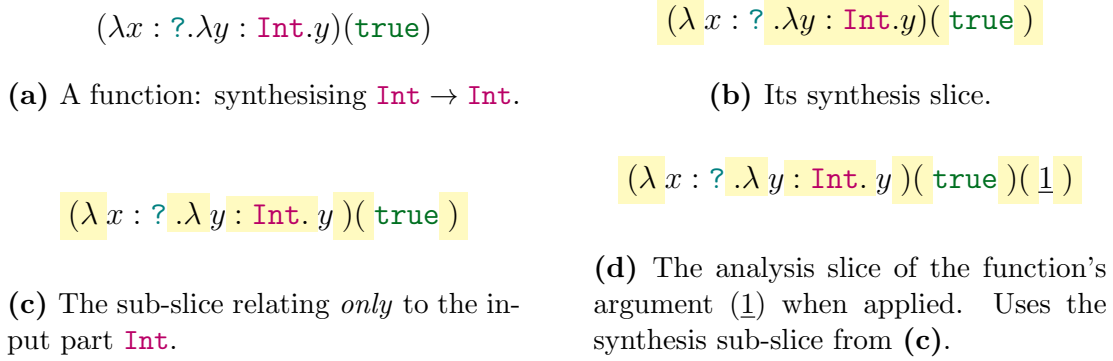 (λx : ?.λy : Int.y)(true)
(a) A function: synthesising Int → Int.
(λ x : ? .λy : Int.y)( true )
(b) Its synthesis slice.
(λ x : ? .λ y : Int. y )( true )
(c) The sub-slice relating only to the in-
put part Int.
(λ x : ? .λ y : Int. y )( true )( 1 )
(d) The analysis slice of the function's
argument (1) when applied. Uses the
synthesis sub-slice from (c).